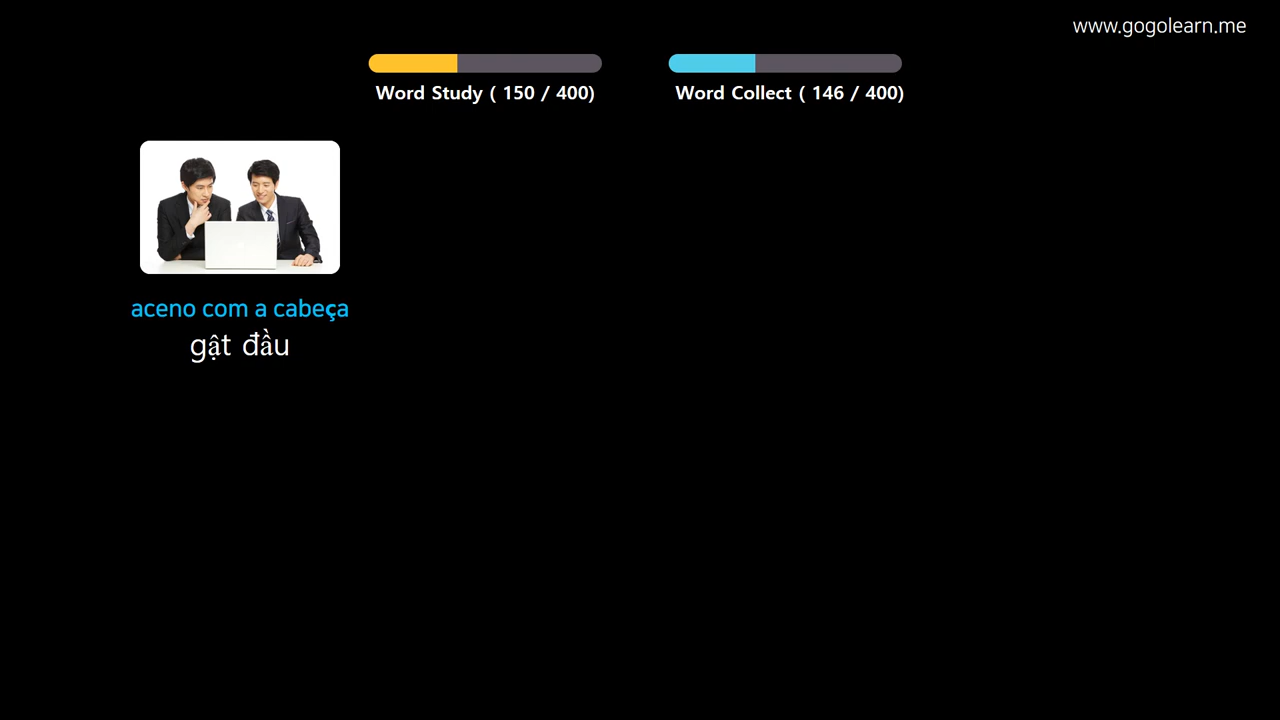 www.gogolearn.me
Word Study ( 150 / 400)
Word Collect ( 146 / 400)
aceno com a cabeça
gật đầu